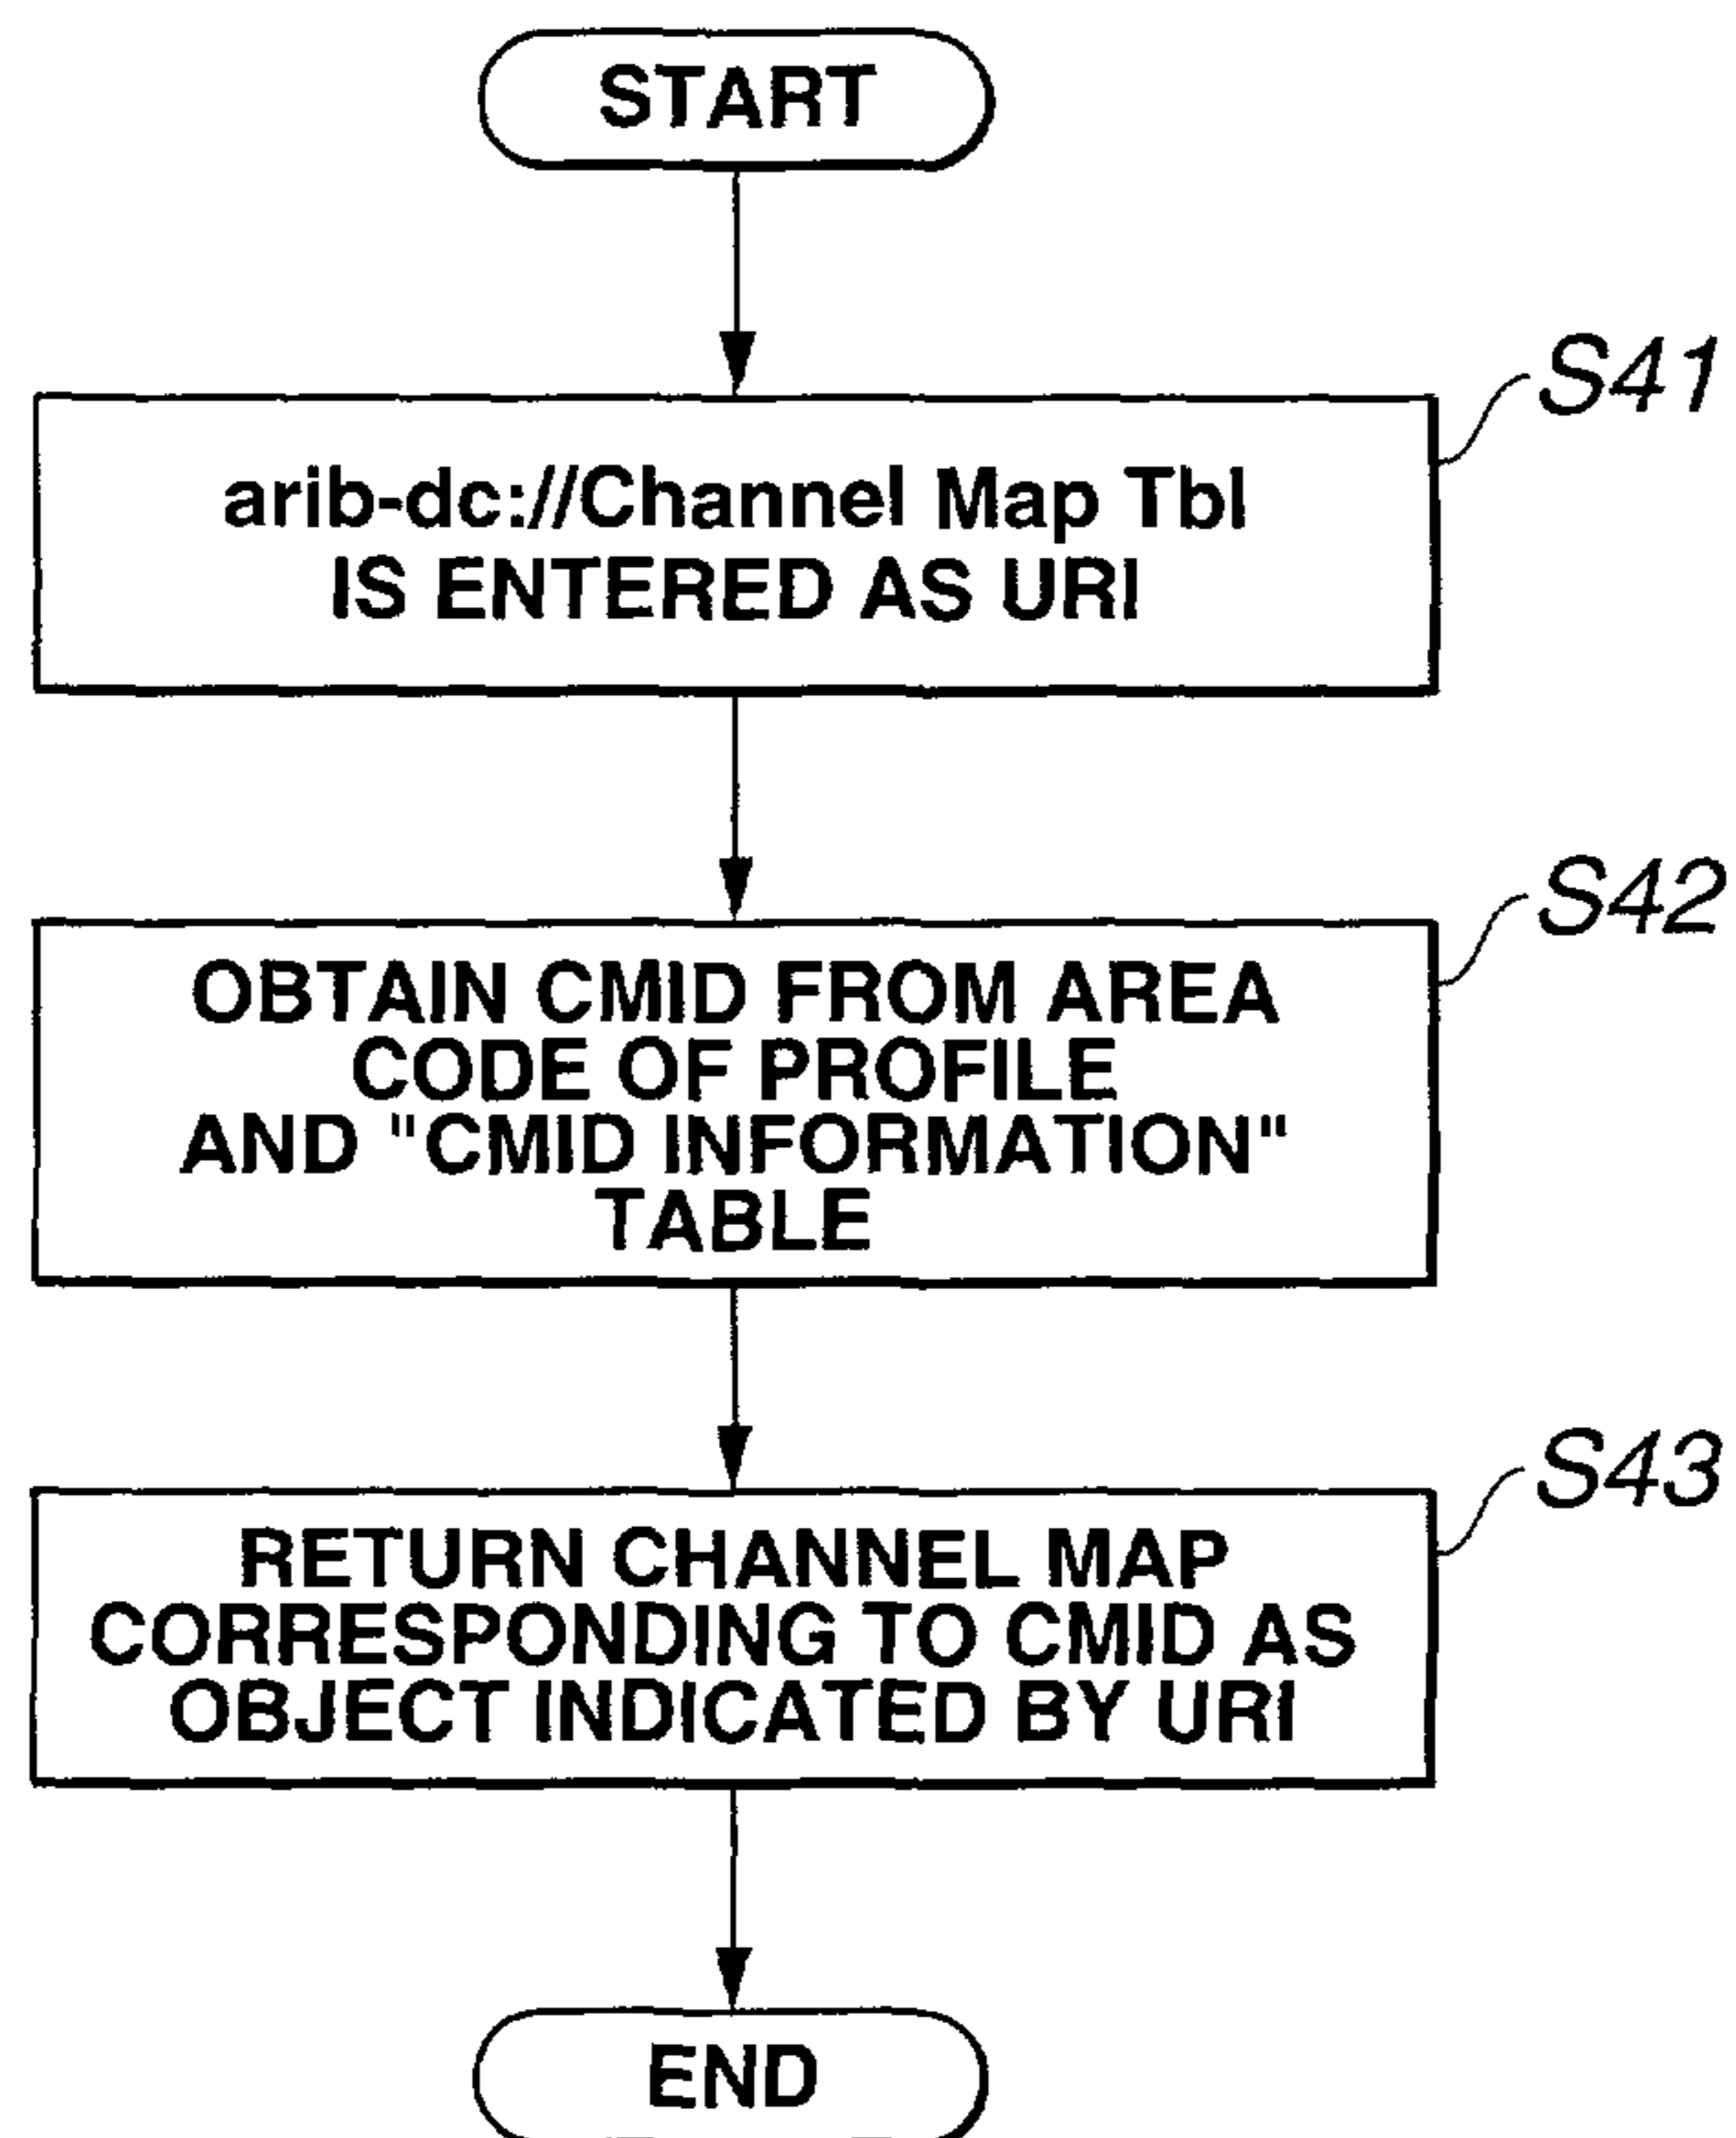 START
S41
arib-dc://Channel Map Tbl
IS ENTERED AS URI
S42
OBTAIN CMID FROM AREA
CODE OF PROFILE
AND "CMID INFORMATION"
TABLE
S43
RETURN CHANNEL MAP
CORRESPONDING TO CMID AS
OBJECT INDICATED BY URI
END